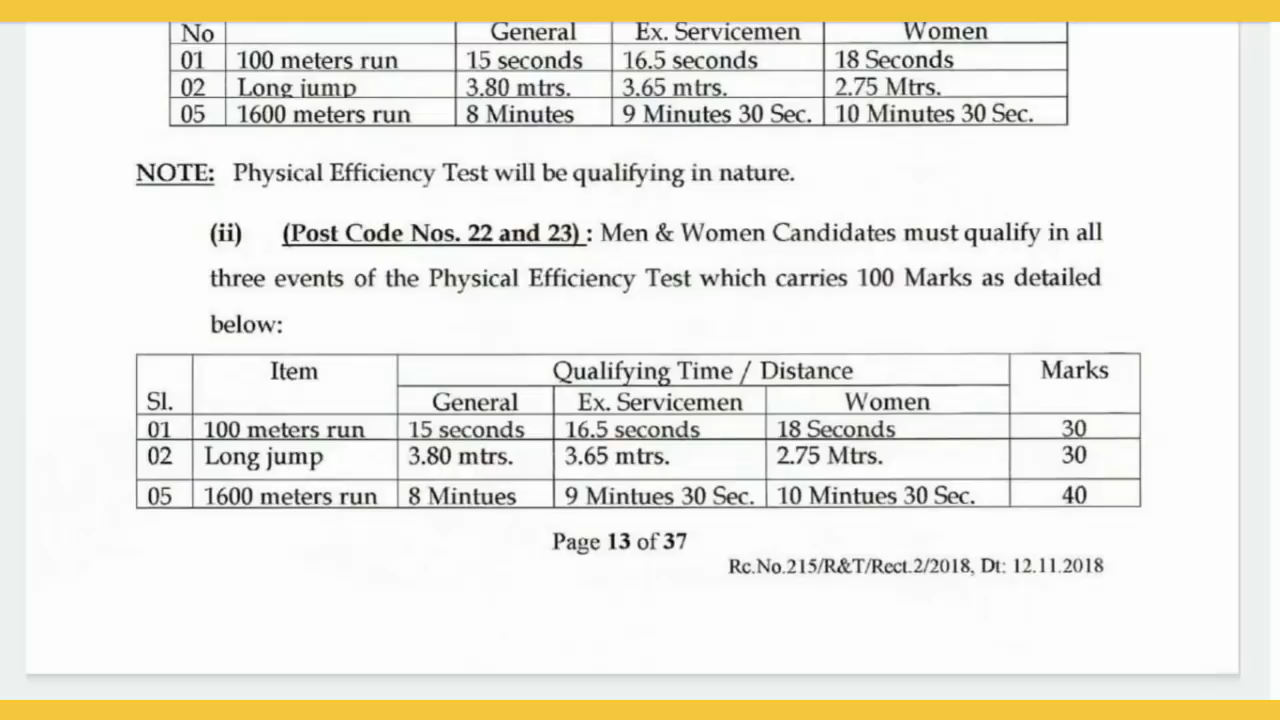 No General Ex. Servicemen Women
01 100 meters run 15 seconds 16.5 seconds 18 Seconds
02 Long jump 3.80 mtrs. 3.65 mtrs. 2.75 Mtrs.
05 1600 meters run 8 Minutes 9 Minutes 30 Sec. 10 Minutes 30 Sec.
NOTE: Physical Efficiency Test will be qualifying in nature.
(ii) (Post Code Nos. 22 and 23) : Men & Women Candidates must qualify in all
three events of the Physical Efficiency Test which carries 100 Marks as detailed
below:
Item Qualifying Time / Distance Marks
Sl. General Ex. Servicemen Women
01 100 meters run 15 seconds 16.5 seconds 18 Seconds 30
02 Long jump 3.80 mtrs. 3.65 mtrs. 2.75 Mtrs. 30
05 1600 meters run 8 Mintues 9 Mintues 30 Sec. 10 Mintues 30 Sec. 40
Page 13 of 37
Rc.No.215/R&T/Rect.2/2018, Dt: 12.11.2018